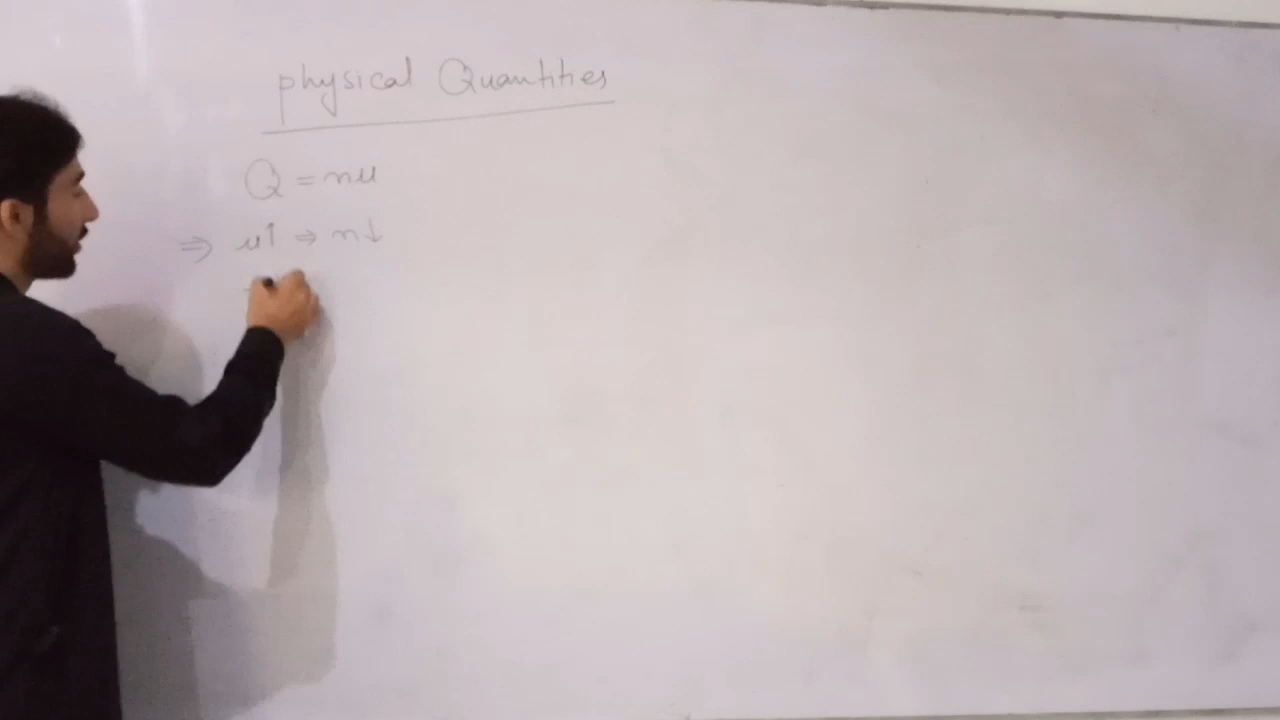 physical Quantities
Q = nu
⇒ u↑ ⇒ n↓